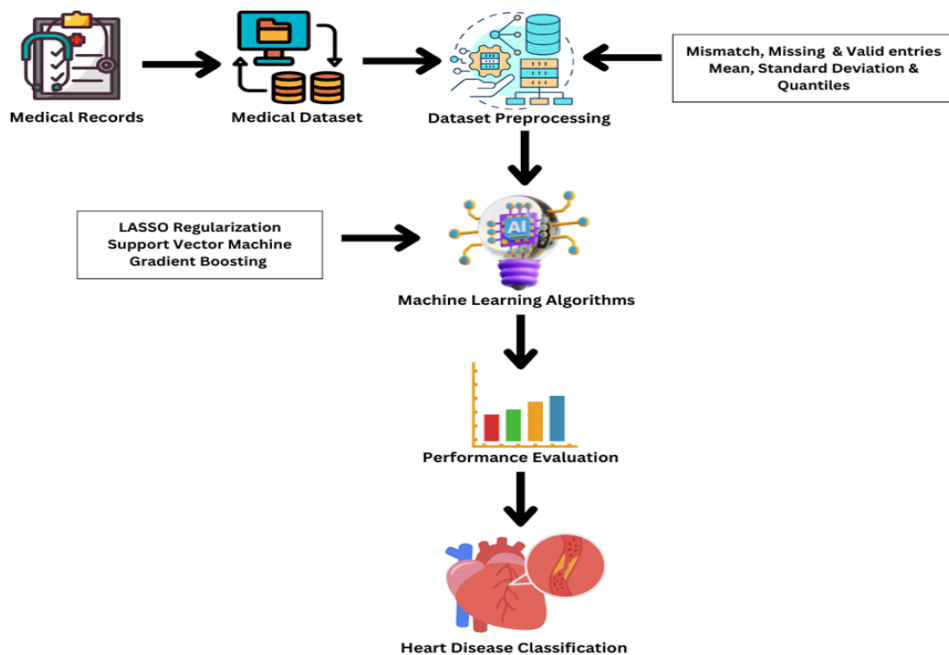 Medical Records
Medical Dataset
Dataset Preprocessing
Mismatch, Missing & Valid entries
Mean, Standard Deviation &
Quantiles
LASSO Regularization
Support Vector Machine
Gradient Boosting
AI
Machine Learning Algorithms
Performance Evaluation
Heart Disease Classification